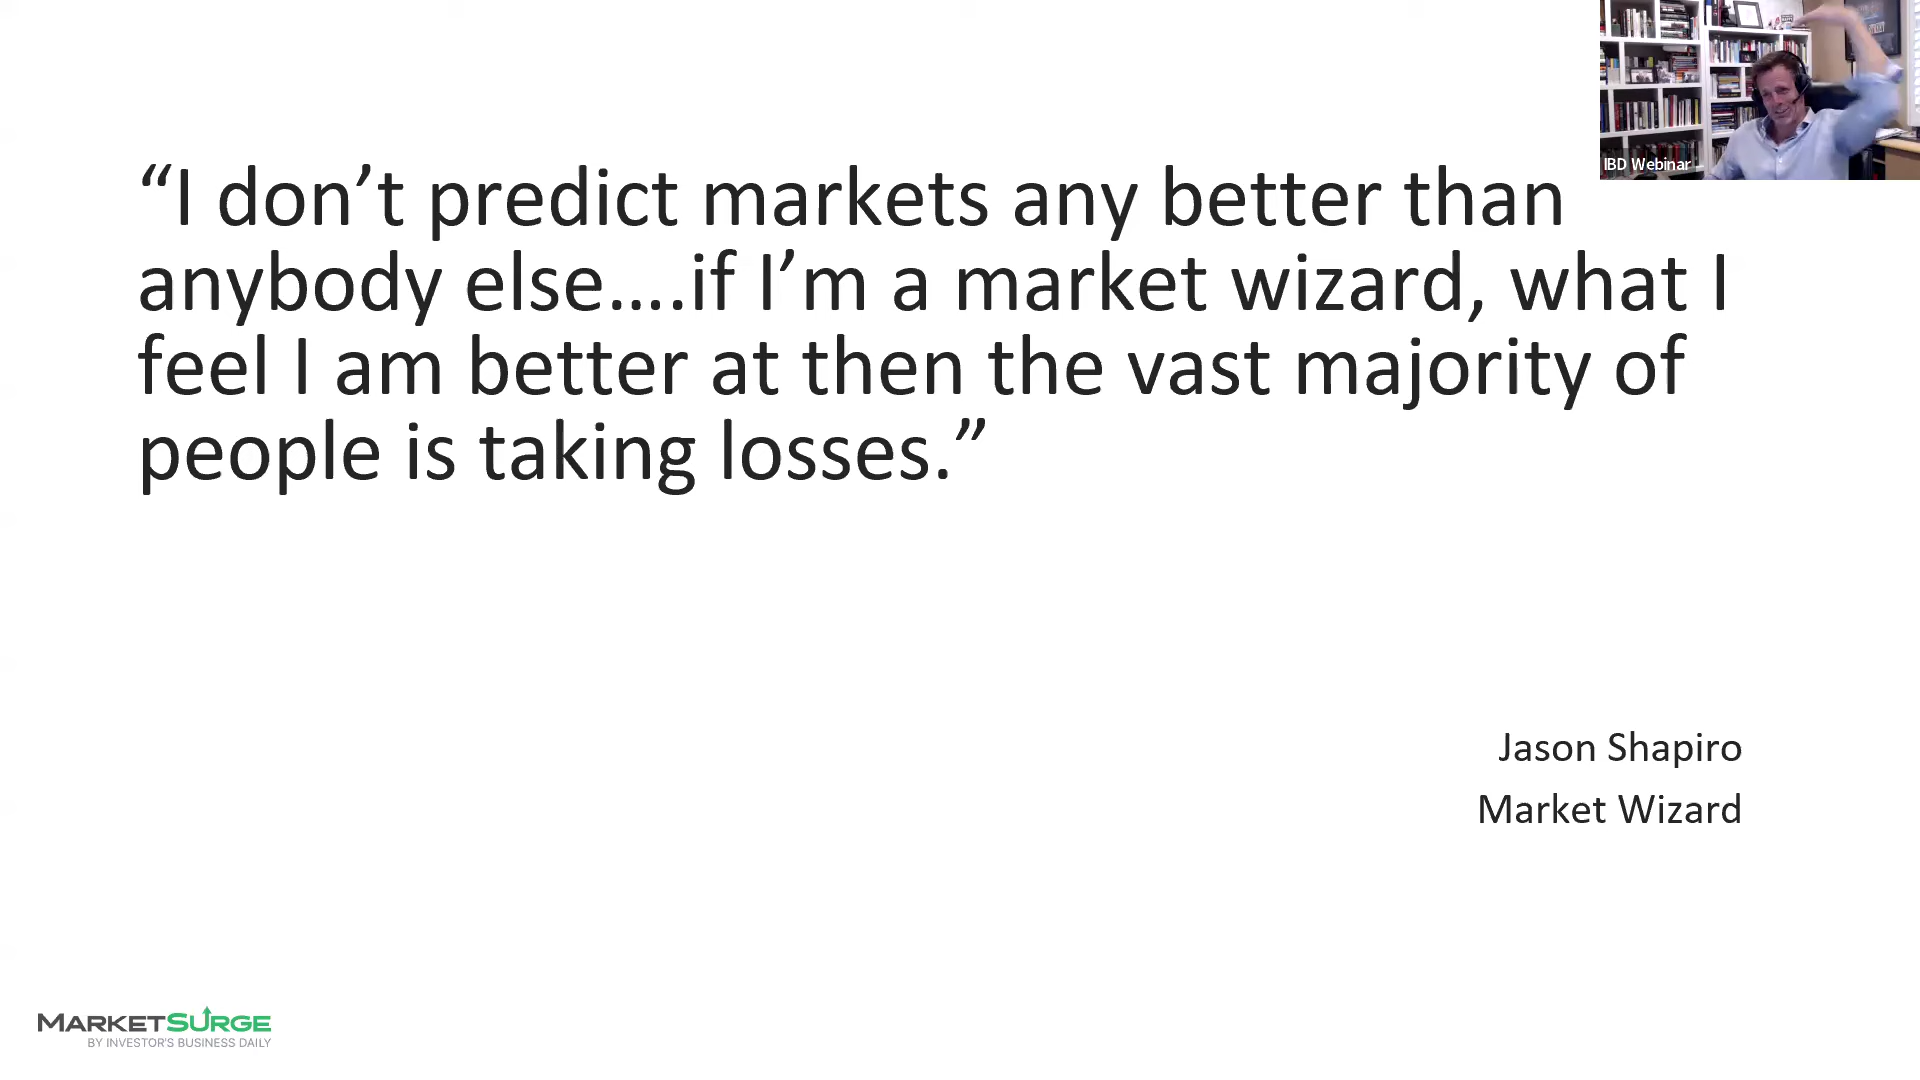 IBD Webinar
“I don’t predict markets any better than
anybody else….if I’m a market wizard, what I
feel I am better at then the vast majority of
people is taking losses.”
Jason Shapiro
Market Wizard
MARKETSURGE
BY INVESTOR'S BUSINESS DAILY